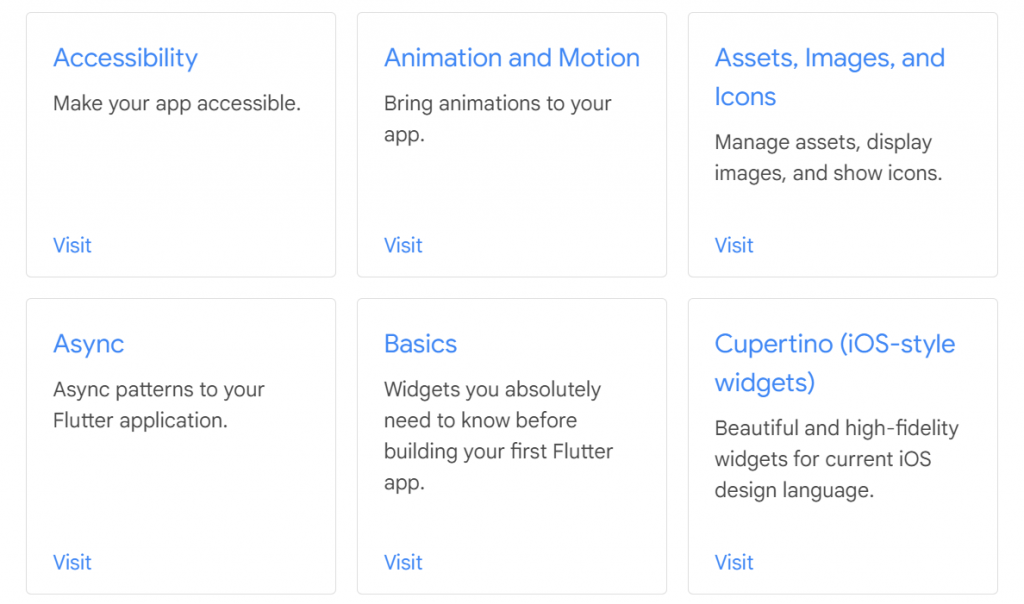 Accessibility
Make your app accessible.
Visit
Animation and Motion
Bring animations to your
app.
Visit
Assets, Images, and
Icons
Manage assets, display
images, and show icons.
Visit
Async
Async patterns to your
Flutter application.
Visit
Basics
Widgets you absolutely
need to know before
building your first Flutter
app.
Visit
Cupertino (iOS-style
widgets)
Beautiful and high-fidelity
widgets for current iOS
design language.
Visit